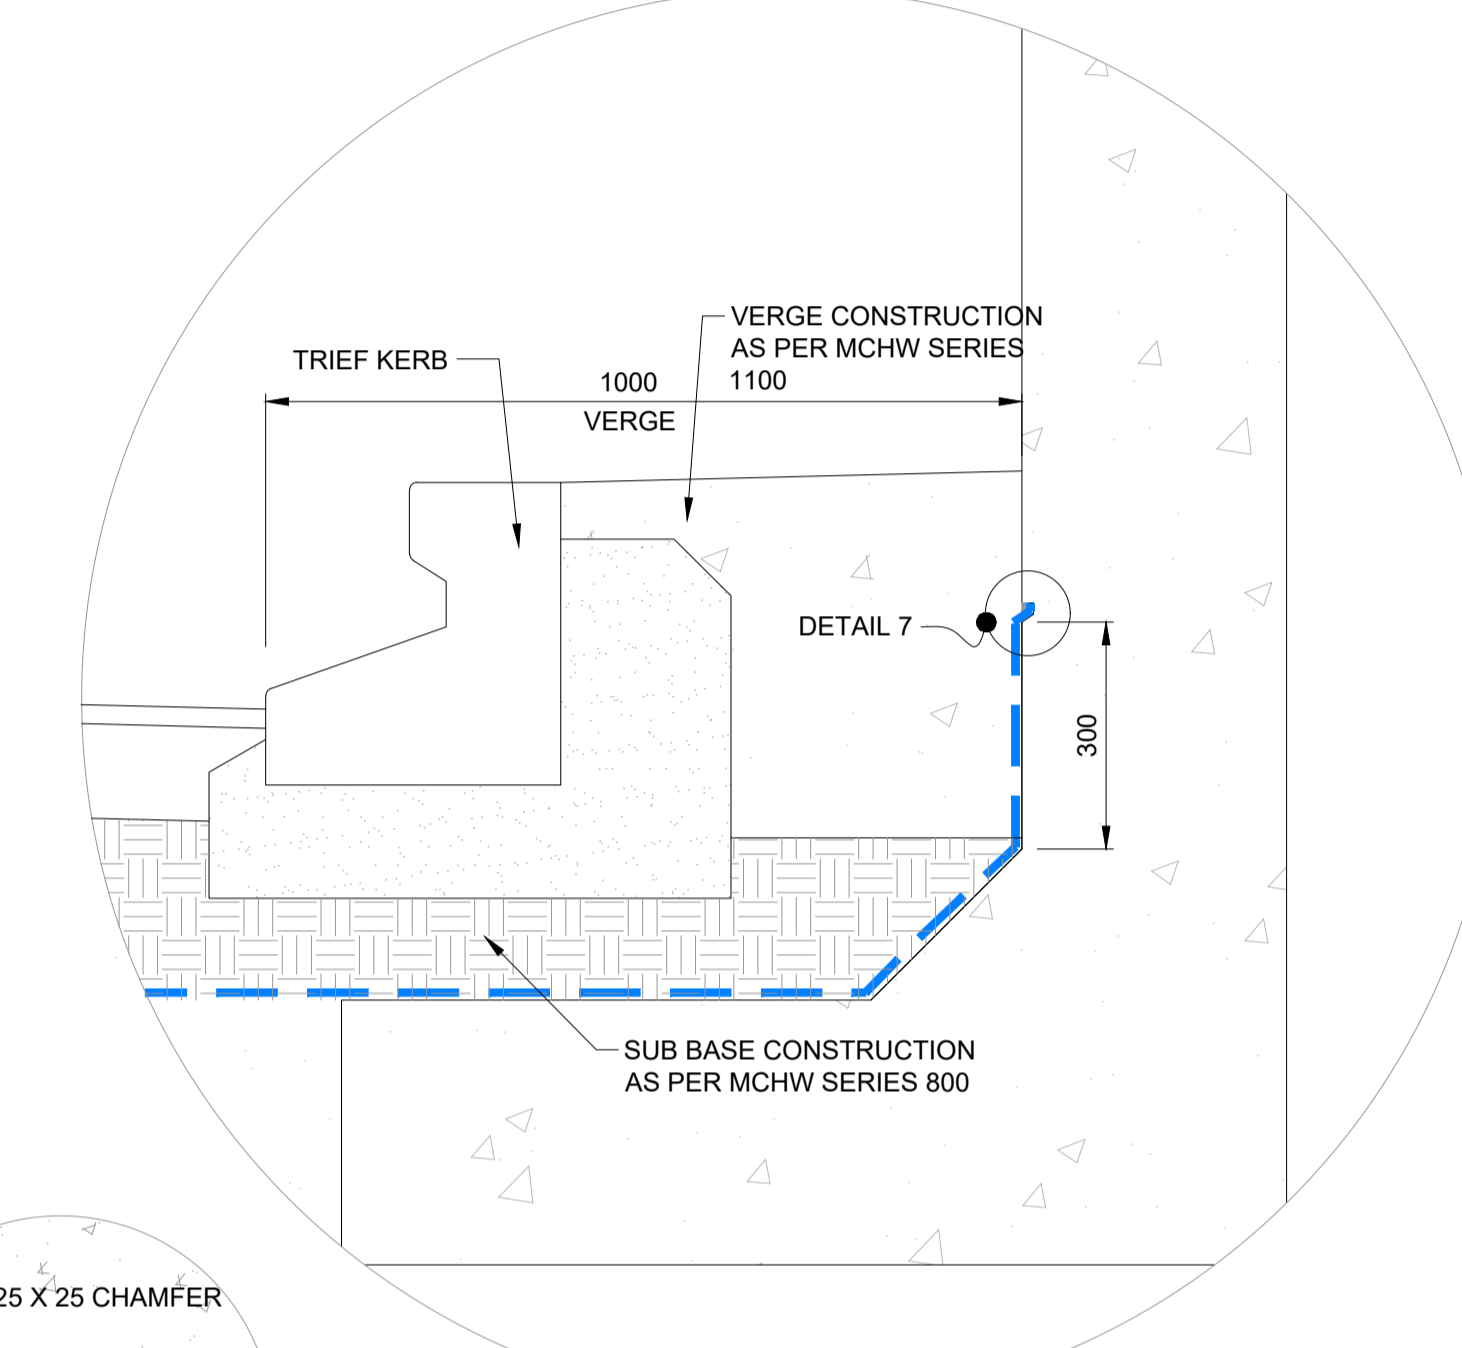 VERGE CONSTRUCTION
AS PER MCHW SERIES
1100
TRIEF KERB
1000
VERGE
DETAIL 7
300
SUB BASE CONSTRUCTION
AS PER MCHW SERIES 800
25 X 25 CHAMFER